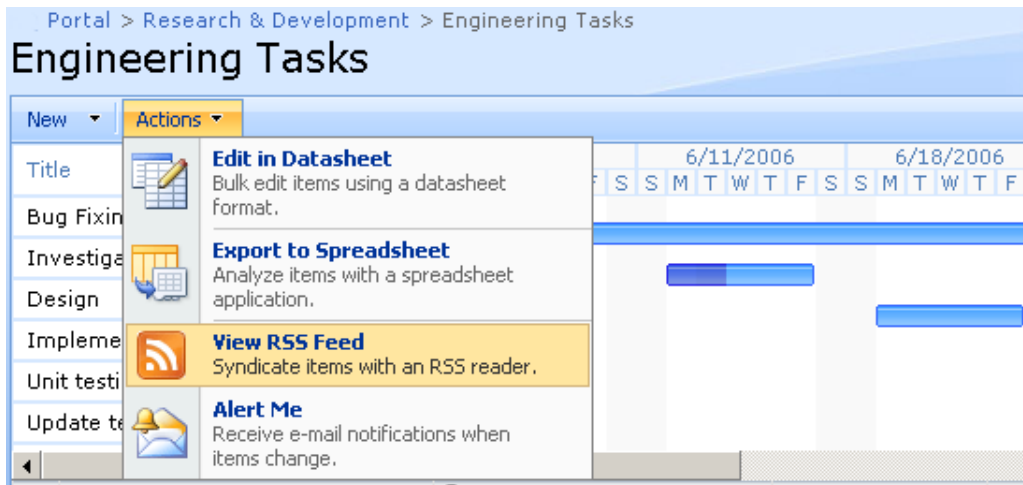 Portal > Research & Development > Engineering Tasks
Engineering Tasks
New Actions
Title 6/11/2006 6/18/2006
F S S M T W T F S S M T W T F
Edit in Datasheet
Bulk edit items using a datasheet
format.
Bug Fixin
Export to Spreadsheet
Investiga
Analyze items with a spreadsheet
application.
Design
View RSS Feed
Impleme
Syndicate items with an RSS reader.
Unit testi
Alert Me
Update te
Receive e-mail notifications when
items change.